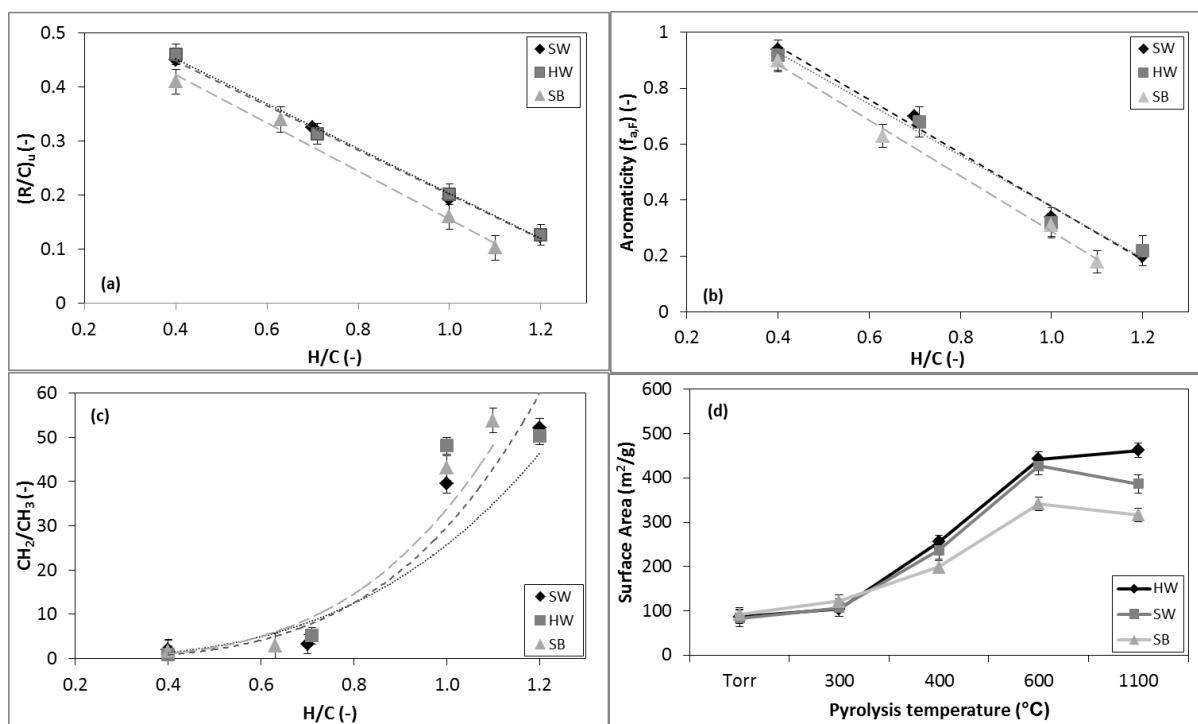 0.5
0.4
0.3
0.2
0.1
0
(R/C)u (-)
(a)
SW
HW
SB
0.2 0.4 0.6 0.8 1.0 1.2
H/C (-)
1
0.8
0.6
0.4
0.2
0
Aromaticity (fa,F) (-)
(b)
SW
HW
SB
0.2 0.4 0.6 0.8 1.0 1.2
H/C (-)
60
50
40
30
20
10
0
CH2/CH3 (-)
(c)
SW
HW
SB
0.2 0.4 0.6 0.8 1.0 1.2
H/C (-)
600
500
400
300
200
100
0
Surface Area (m²/g)
(d)
HW
SW
SB
Torr 300 400 600 1100
Pyrolysis temperature (°C)